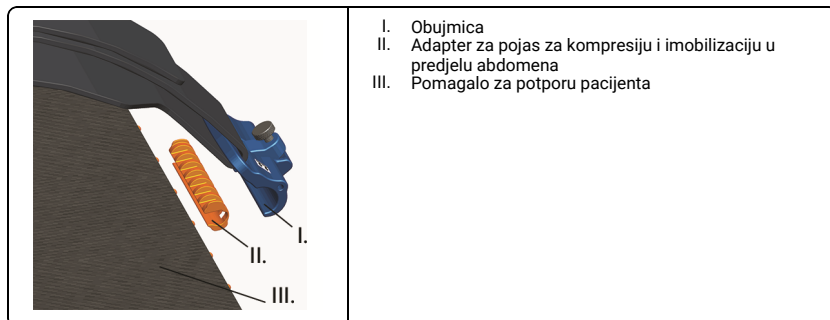 I.
II.
III.
I. Obujmica
II. Adapter za pojas za kompresiju i imobilizaciju u
predjelu abdomena
III. Pomagalo za potporu pacijenta